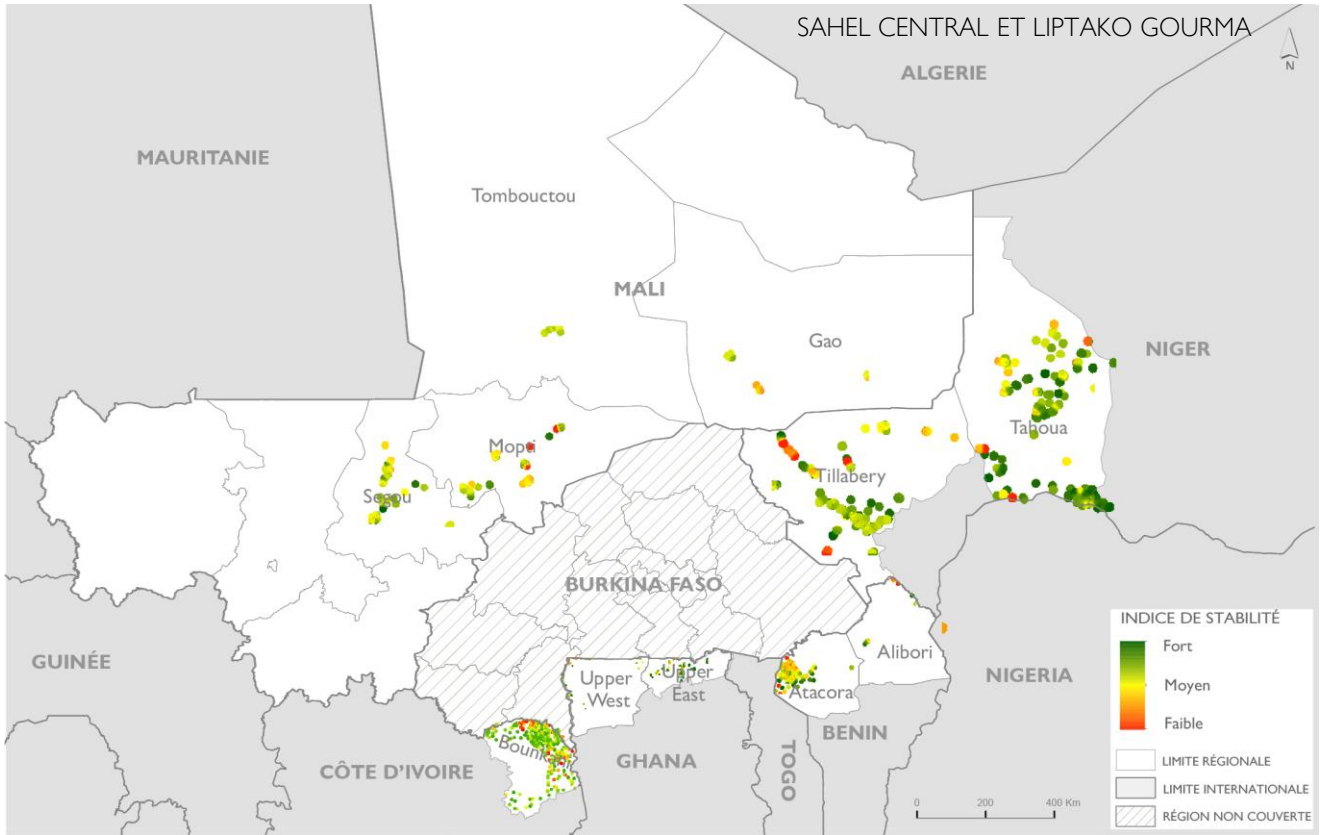 SAHEL CENTRAL ET LIPTAKO GOURMA
N
ALGERIE
MAURITANIE
Tombouctou
MALI
Gao
NIGER
Tahoua
Mopti
Tillabery
Segou
BURKINA FASO
GUINÉE
Alibori
Upper
West
Upper
East
Atacora
NIGERIA
BENIN
Bounkani
CÔTE D'IVOIRE
GHANA
TOGO
INDICE DE STABILITÉ
Fort
Moyen
Faible
LIMITE RÉGIONALE
LIMITE INTERNATIONALE
RÉGION NON COUVERTE
0 200 400 Km